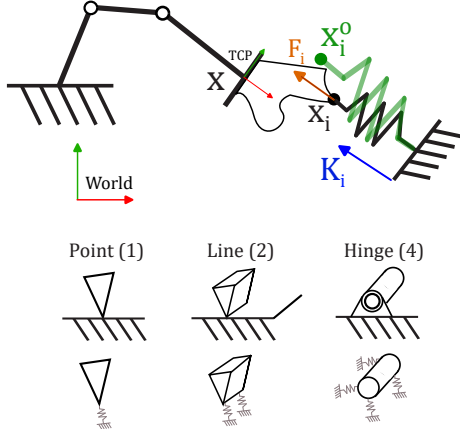 TCP
X
F_i
X_i^o
X_i
K_i
World
Point (1)
Line (2)
Hinge (4)